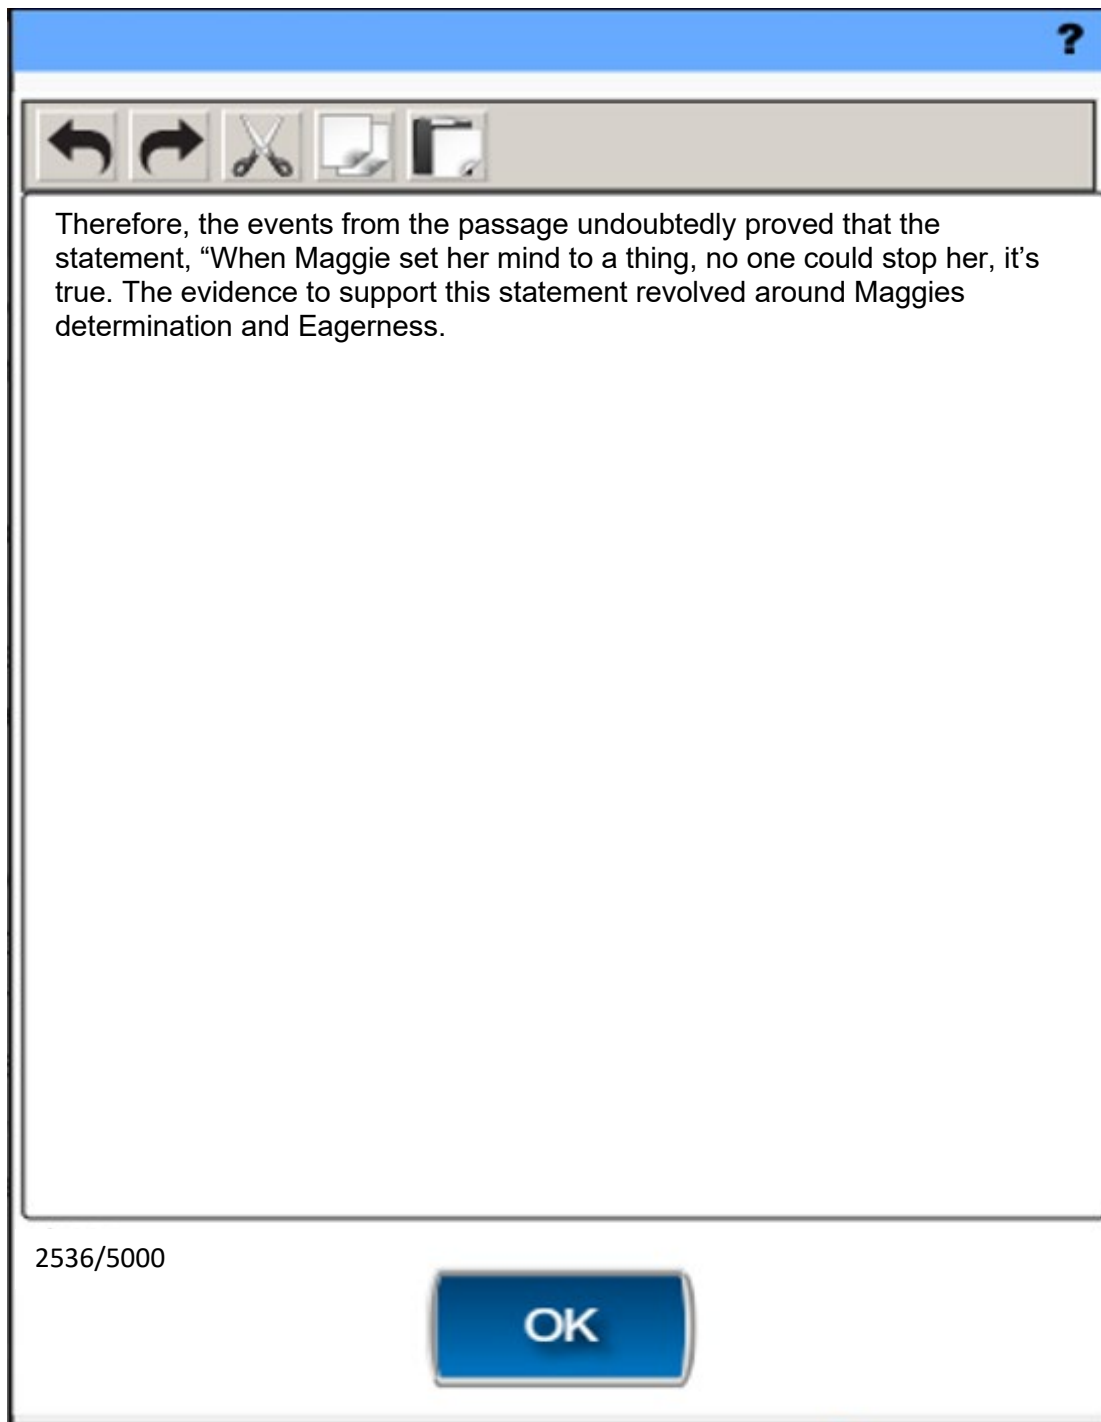 ?
Therefore, the events from the passage undoubtedly proved that the
statement, “When Maggie set her mind to a thing, no one could stop her, it’s
true. The evidence to support this statement revolved around Maggies
determination and Eagerness.
2536/5000
OK